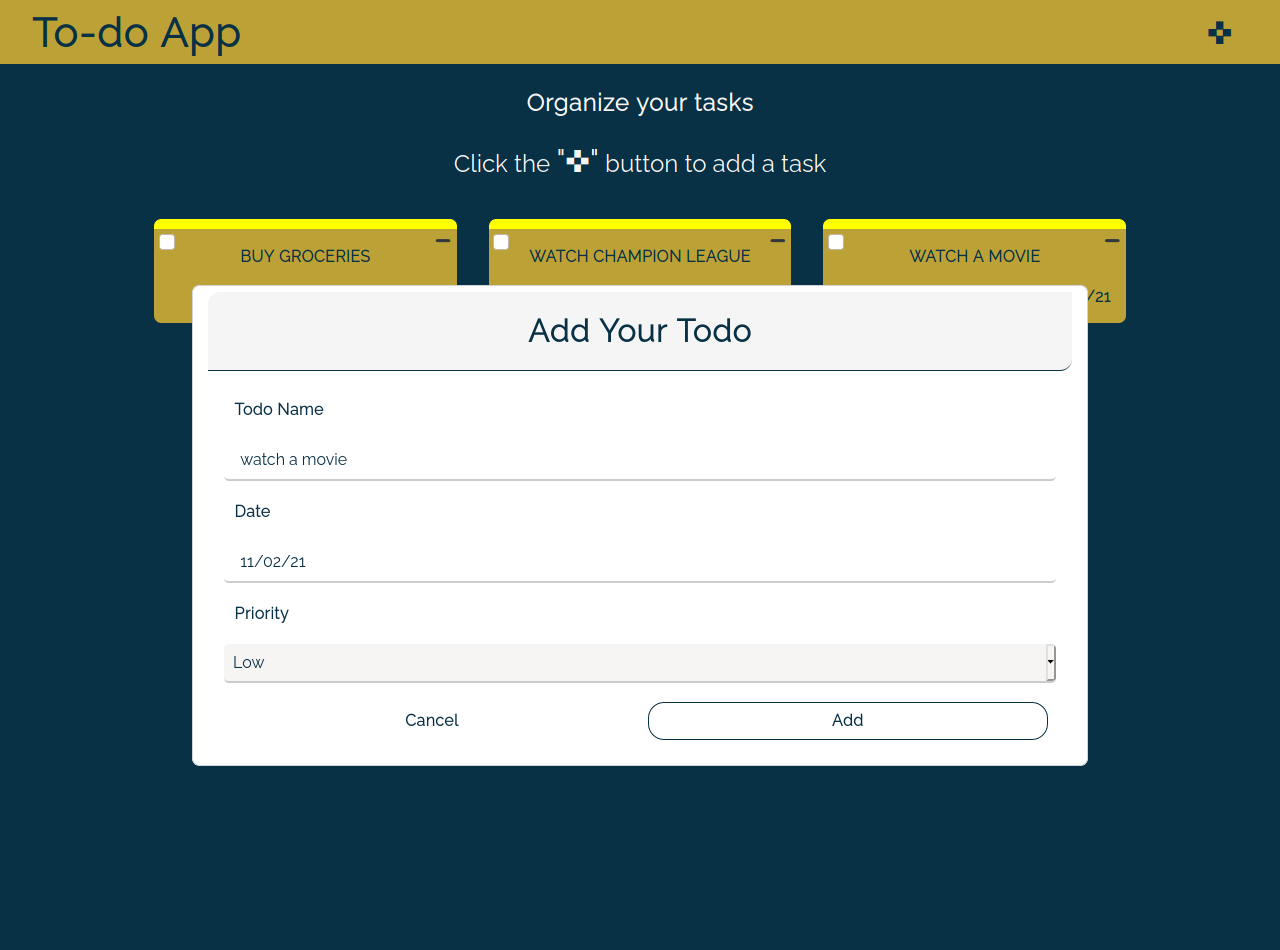 To-do App
Organize your tasks
Click the "✜" button to add a task
BUY GROCERIES
WATCH CHAMPION LEAGUE
WATCH A MOVIE
/21
Add Your Todo
Todo Name
watch a movie
Date
11/02/21
Priority
Low
Cancel
Add